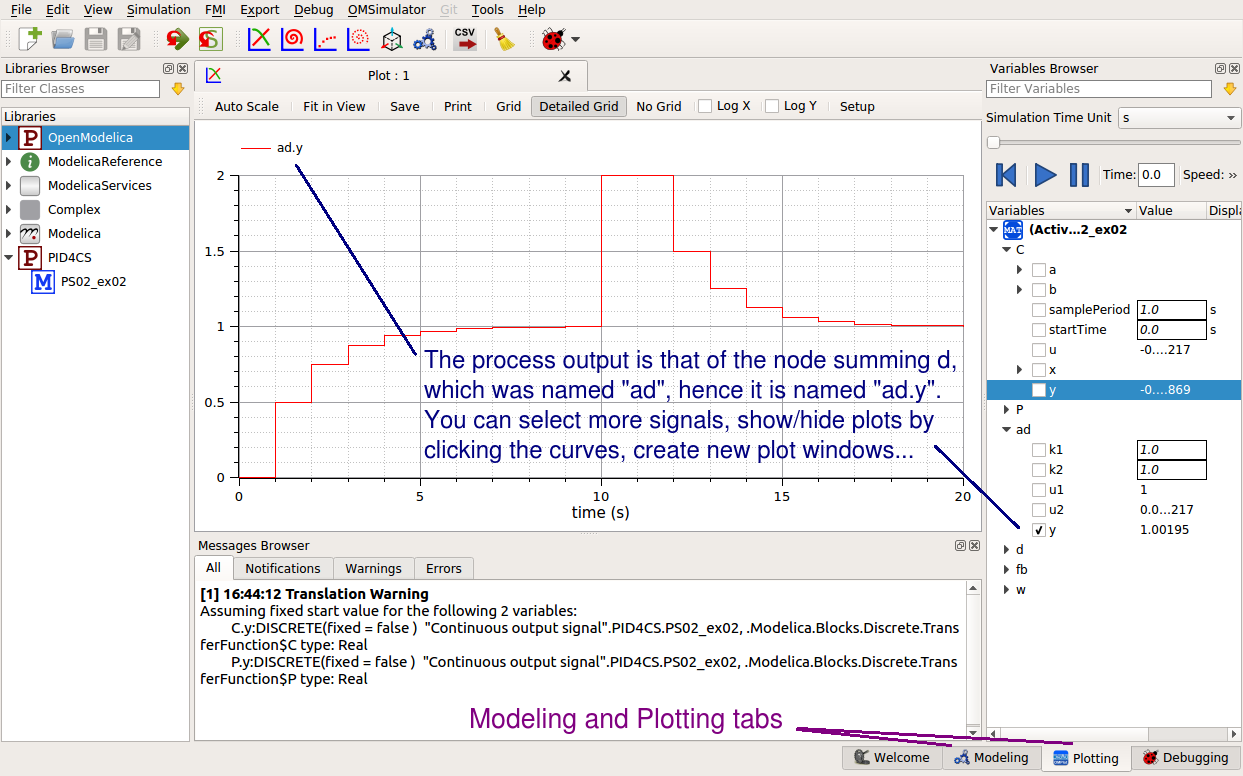 File Edit View Simulation FMI Export Debug OMSimulator Git Tools Help
CSV
Libraries Browser
Filter Classes
Libraries
P OpenModelica
i ModelicaReference
ModelicaServices
Complex
Modelica
P PID4CS
M PS02_ex02
Plot : 1
Auto Scale Fit in View Save Print Grid Detailed Grid No Grid Log X Log Y Setup
ad.y
2
1.5
1
0.5
0
0 5 10 15 20
time (s)
The process output is that of the node summing d,
which was named "ad", hence it is named "ad.y".
You can select more signals, show/hide plots by
clicking the curves, create new plot windows...
Messages Browser
All Notifications Warnings Errors
[1] 16:44:12 Translation Warning
Assuming fixed start value for the following 2 variables:
C.y:DISCRETE(fixed = false ) "Continuous output signal".PID4CS.PS02_ex02, .Modelica.Blocks.Discrete.Trans
ferFunction$C type: Real
P.y:DISCRETE(fixed = false ) "Continuous output signal".PID4CS.PS02_ex02, .Modelica.Blocks.Discrete.Trans
ferFunction$P type: Real
Modeling and Plotting tabs
Variables Browser
Filter Variables
Simulation Time Unit s
Time: 0.0 Speed: »
Variables Value Displ
MAT (Activ...2_ex02
C
a
b
samplePeriod 1.0 s
startTime 0.0 s
u -0....217
x
y -0....869
P
ad
k1 1.0
k2 1.0
u1 1
u2 0.0...217
y 1.00195
d
fb
w
Welcome Modeling Plotting Debugging